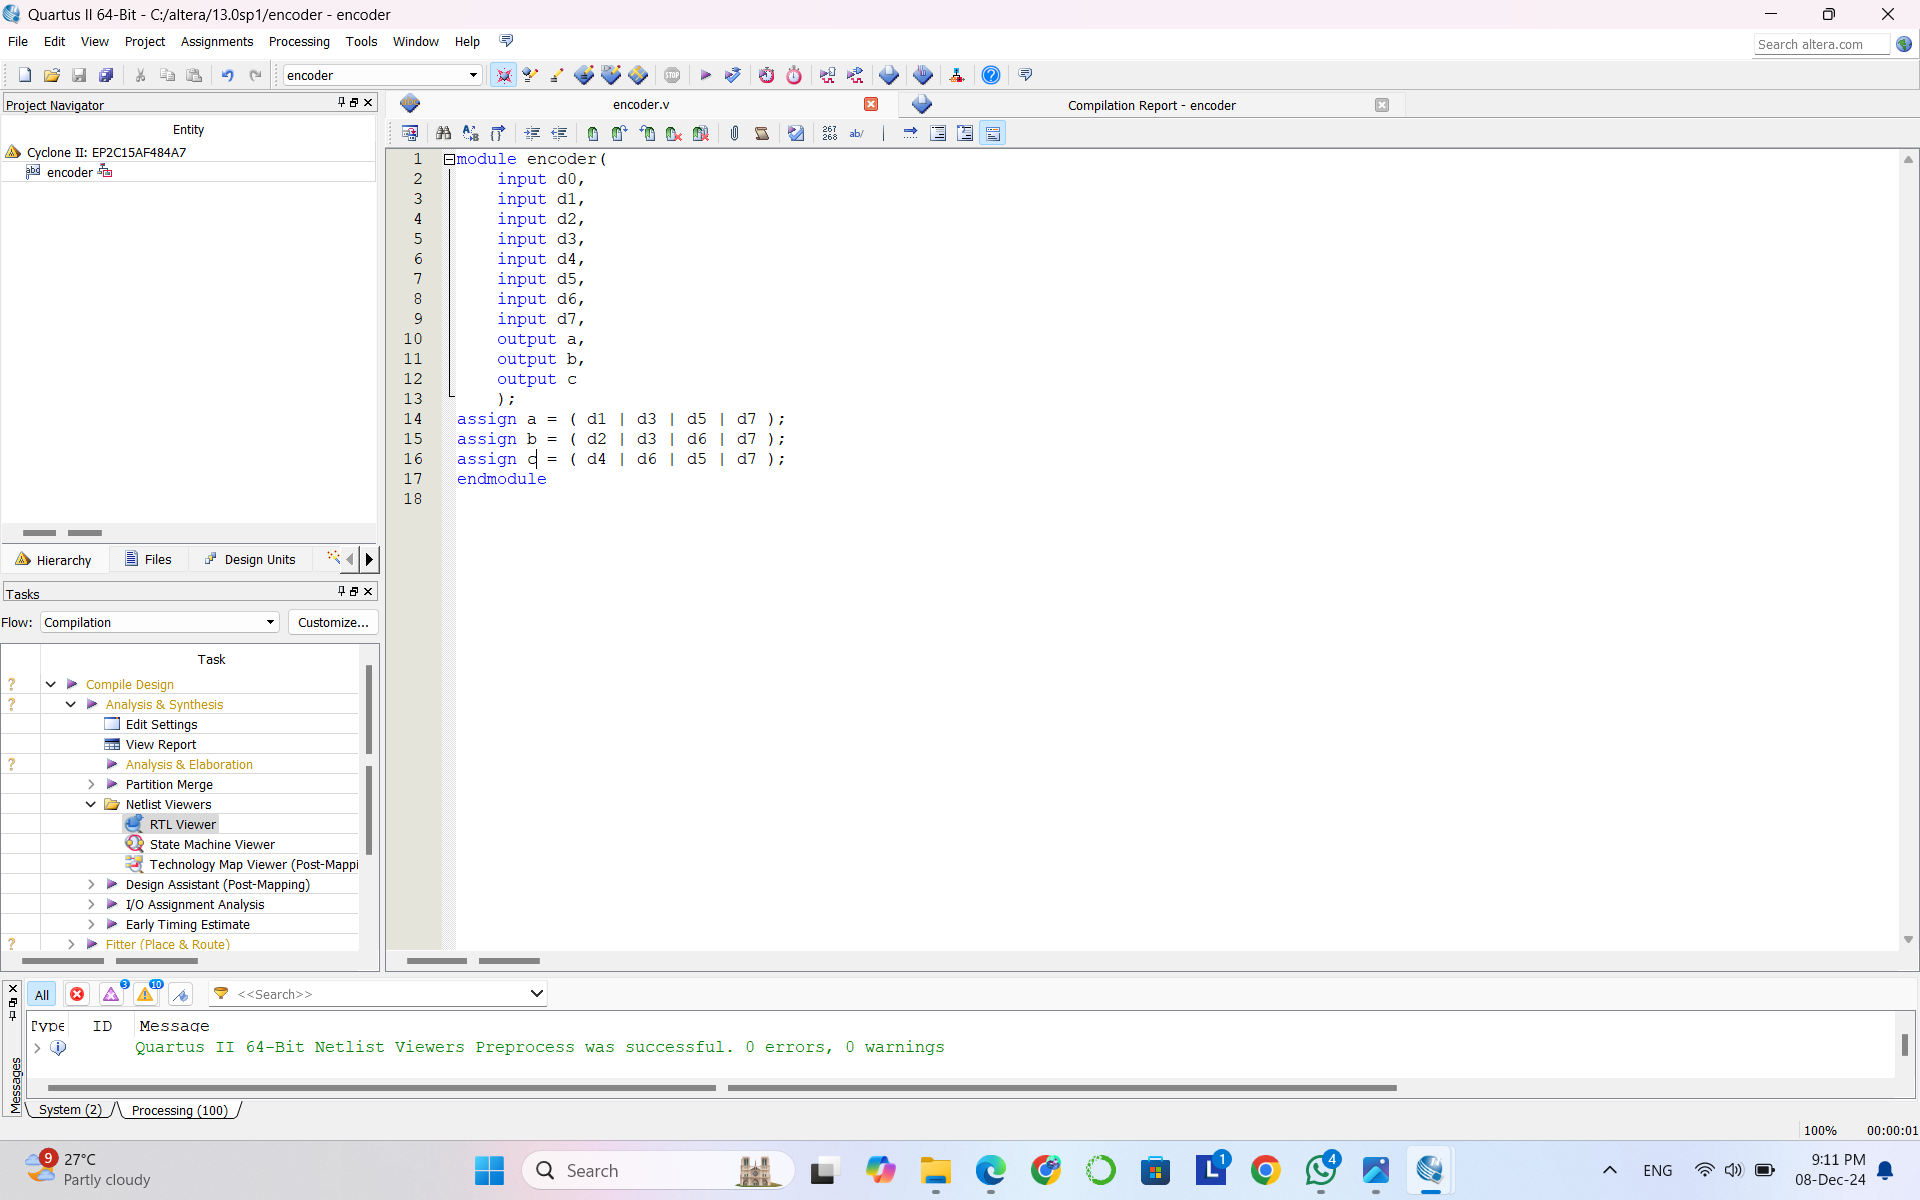 Quartus II 64-Bit - C:/altera/13.0sp1/encoder - encoder
File Edit View Project Assignments Processing Tools Window Help
Search altera.com
encoder
STOP
Project Navigator
Entity
Cyclone II: EP2C15AF484A7
abd encoder
Hierarchy Files Design Units
Tasks
Flow: Compilation Customize...
Task
? Compile Design
? Analysis & Synthesis
Edit Settings
View Report
? Analysis & Elaboration
Partition Merge
Netlist Viewers
RTL Viewer
State Machine Viewer
Technology Map Viewer (Post-Mappi
Design Assistant (Post-Mapping)
I/O Assignment Analysis
Early Timing Estimate
? Fitter (Place & Route)
encoder.v
Compilation Report - encoder
267
268
ab/
1 module encoder(
2 input d0,
3 input d1,
4 input d2,
5 input d3,
6 input d4,
7 input d5,
8 input d6,
9 input d7,
10 output a,
11 output b,
12 output c
13 );
14 assign a = ( d1 | d3 | d5 | d7 );
15 assign b = ( d2 | d3 | d6 | d7 );
16 assign c = ( d4 | d6 | d5 | d7 );
17 endmodule
18
Messages
All 3 10 <<Search>>
Type ID Message
Quartus II 64-Bit Netlist Viewers Preprocess was successful. 0 errors, 0 warnings
System (2) Processing (100)
100% 00:00:01
9
27°C
Partly cloudy
Search
L 1
4
ENG
9:11 PM
08-Dec-24